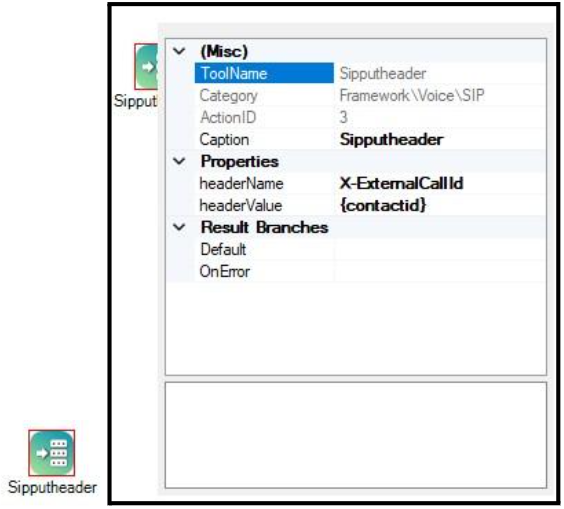 (Misc)
ToolName Sipputheader
Category Framework\Voice\SIP
ActionID 3
Caption Sipputheader
Properties
headerName X-ExternalCallId
headerValue {contactid}
Result Branches
Default
OnError
Sipput
Sipputheader